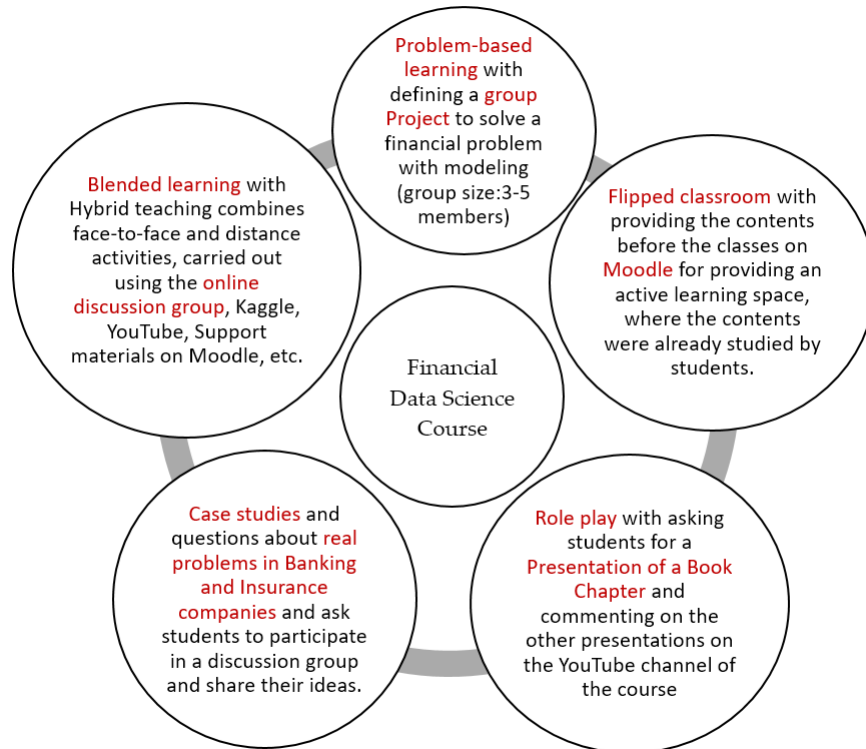 Problem-based
learning with
defining a group
Project to solve a
financial problem
with modeling
(group size:3-5
members)
Flipped classroom with
providing the contents
before the classes on
Moodle for providing an
active learning space,
where the contents
were already studied by
students.
Role play with asking
students for a
Presentation of a Book
Chapter and
commenting on the
other presentations on
the YouTube channel of
the course
Case studies and
questions about real
problems in Banking
and Insurance
companies and ask
students to participate
in a discussion group
and share their ideas.
Blended learning with
Hybrid teaching combines
face-to-face and distance
activities, carried out
using the online
discussion group, Kaggle,
YouTube, Support
materials on Moodle, etc.
Financial
Data Science
Course